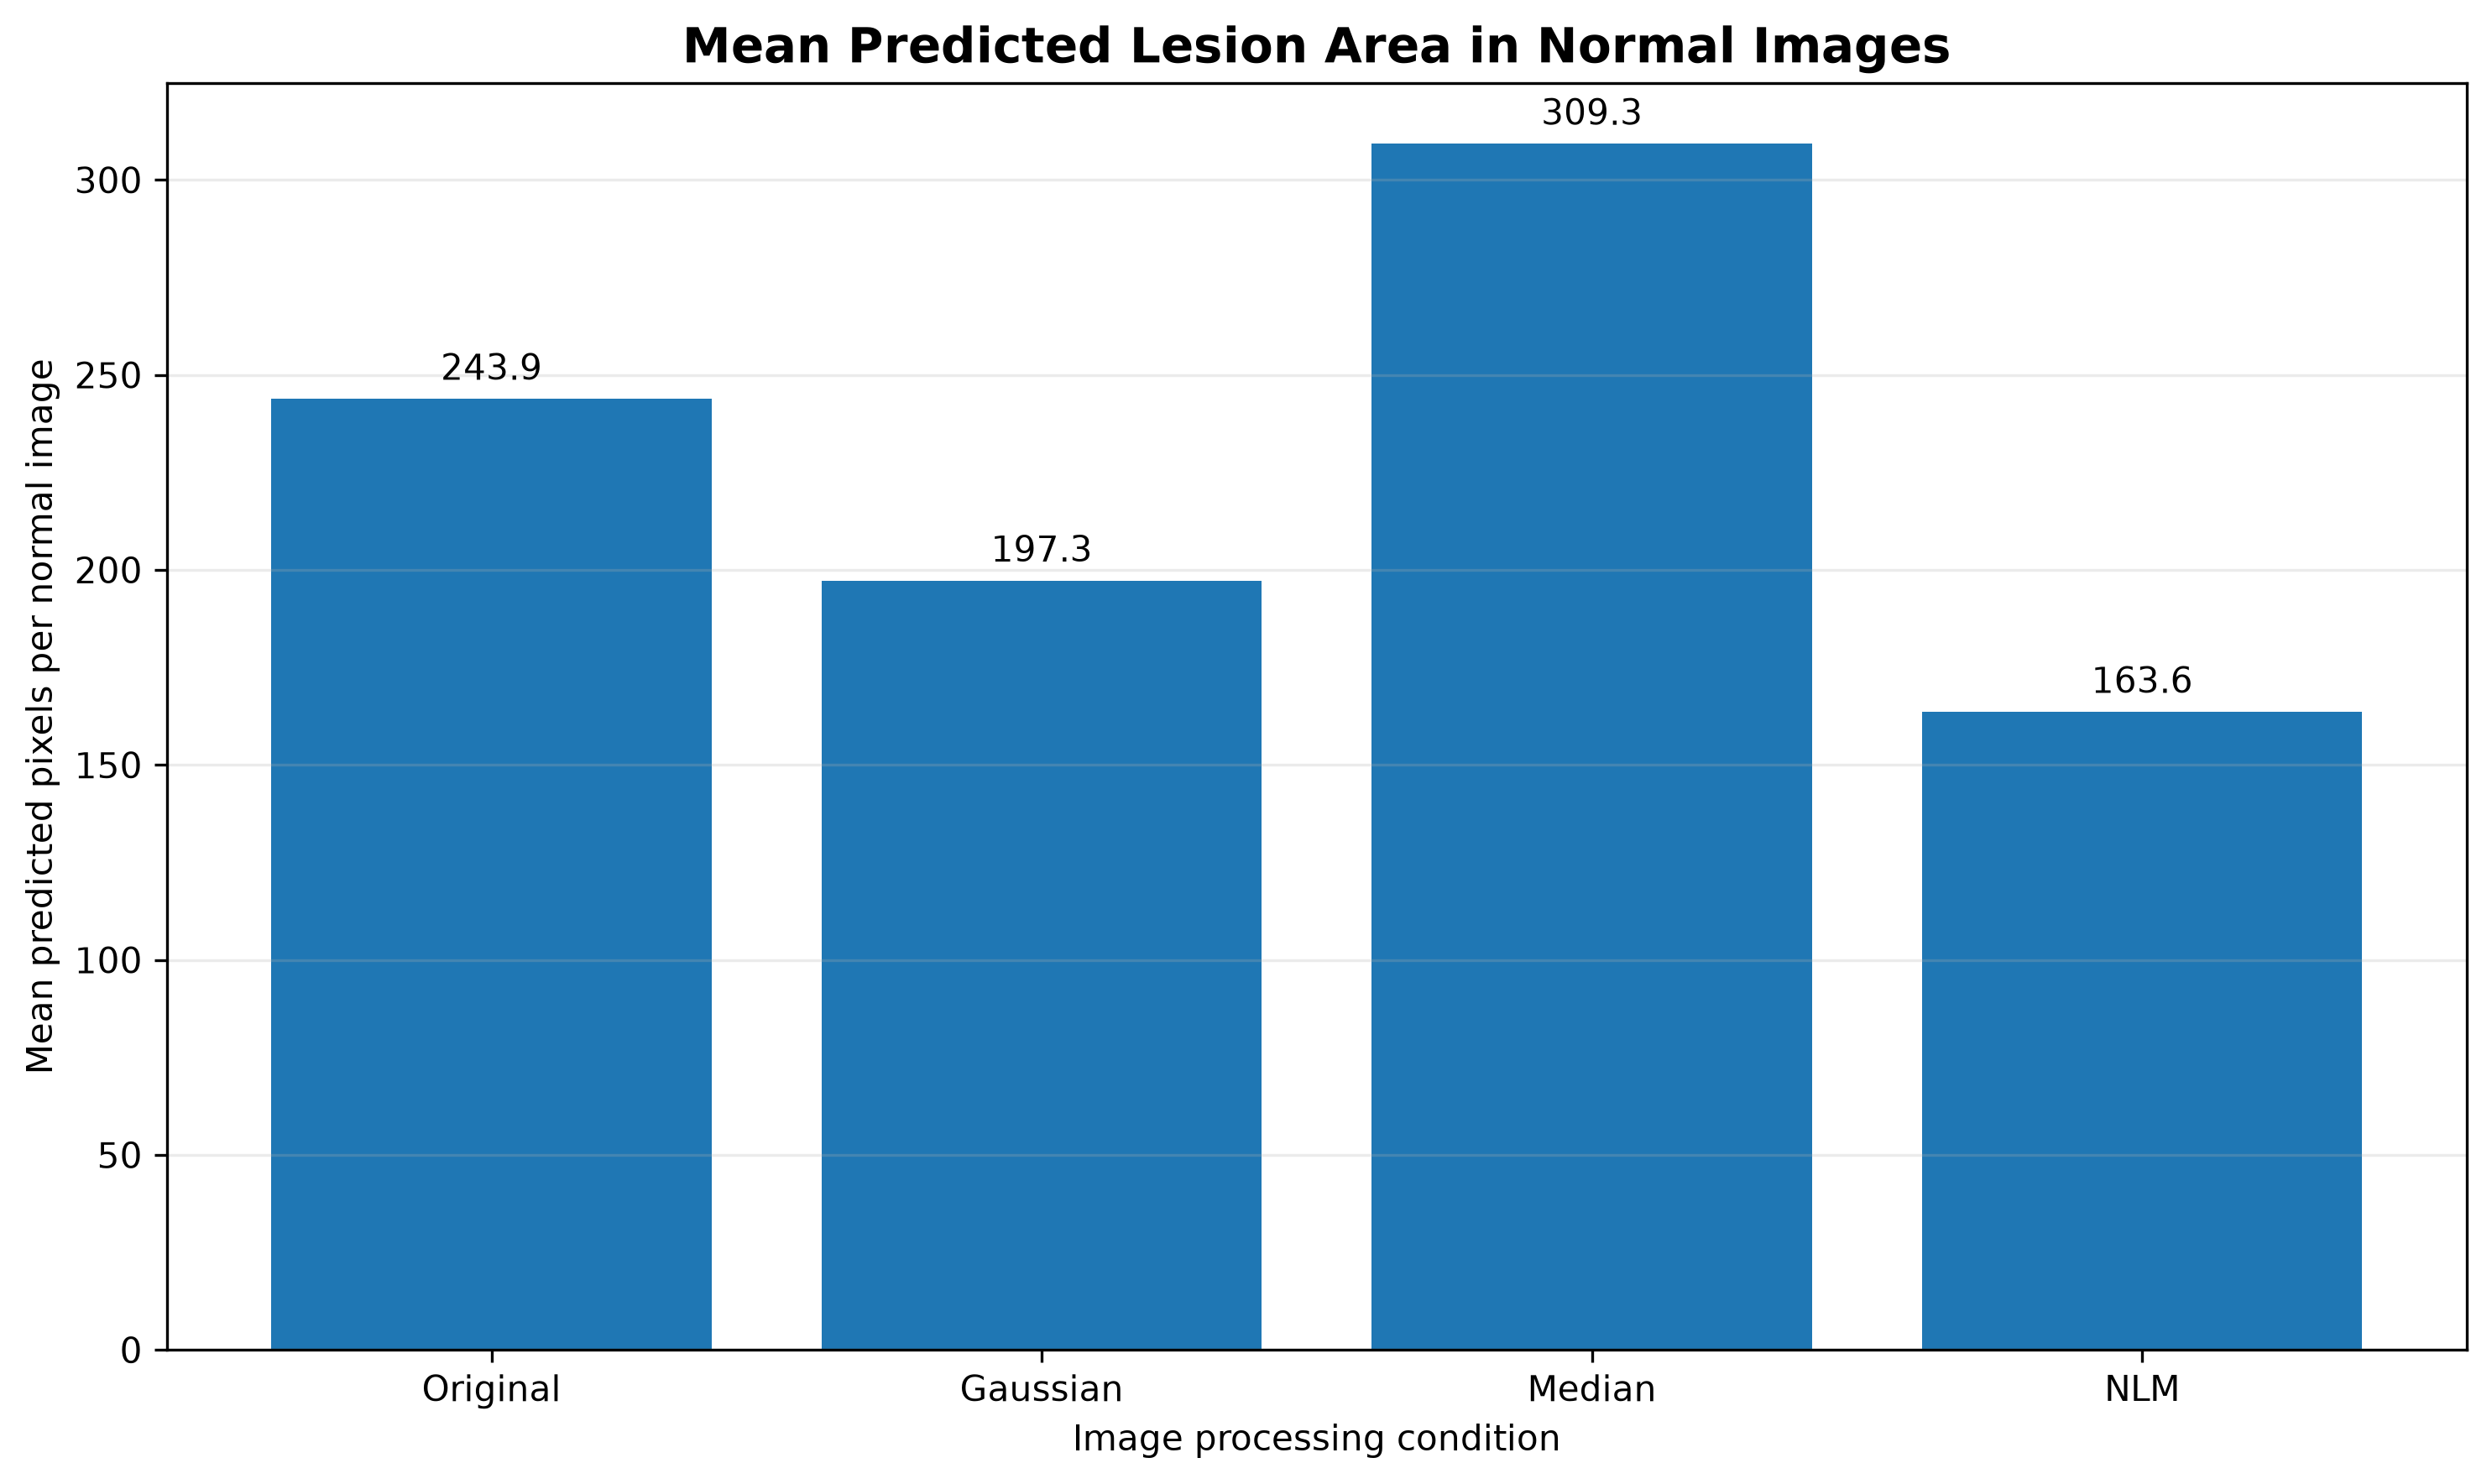 Mean Predicted Lesion Area in Normal Images
309.3
300
243.9
250
Mean predicted pixels per normal image
197.3
200
163.6
150
100
50
0
Original Gaussian Median NLM
Image processing condition